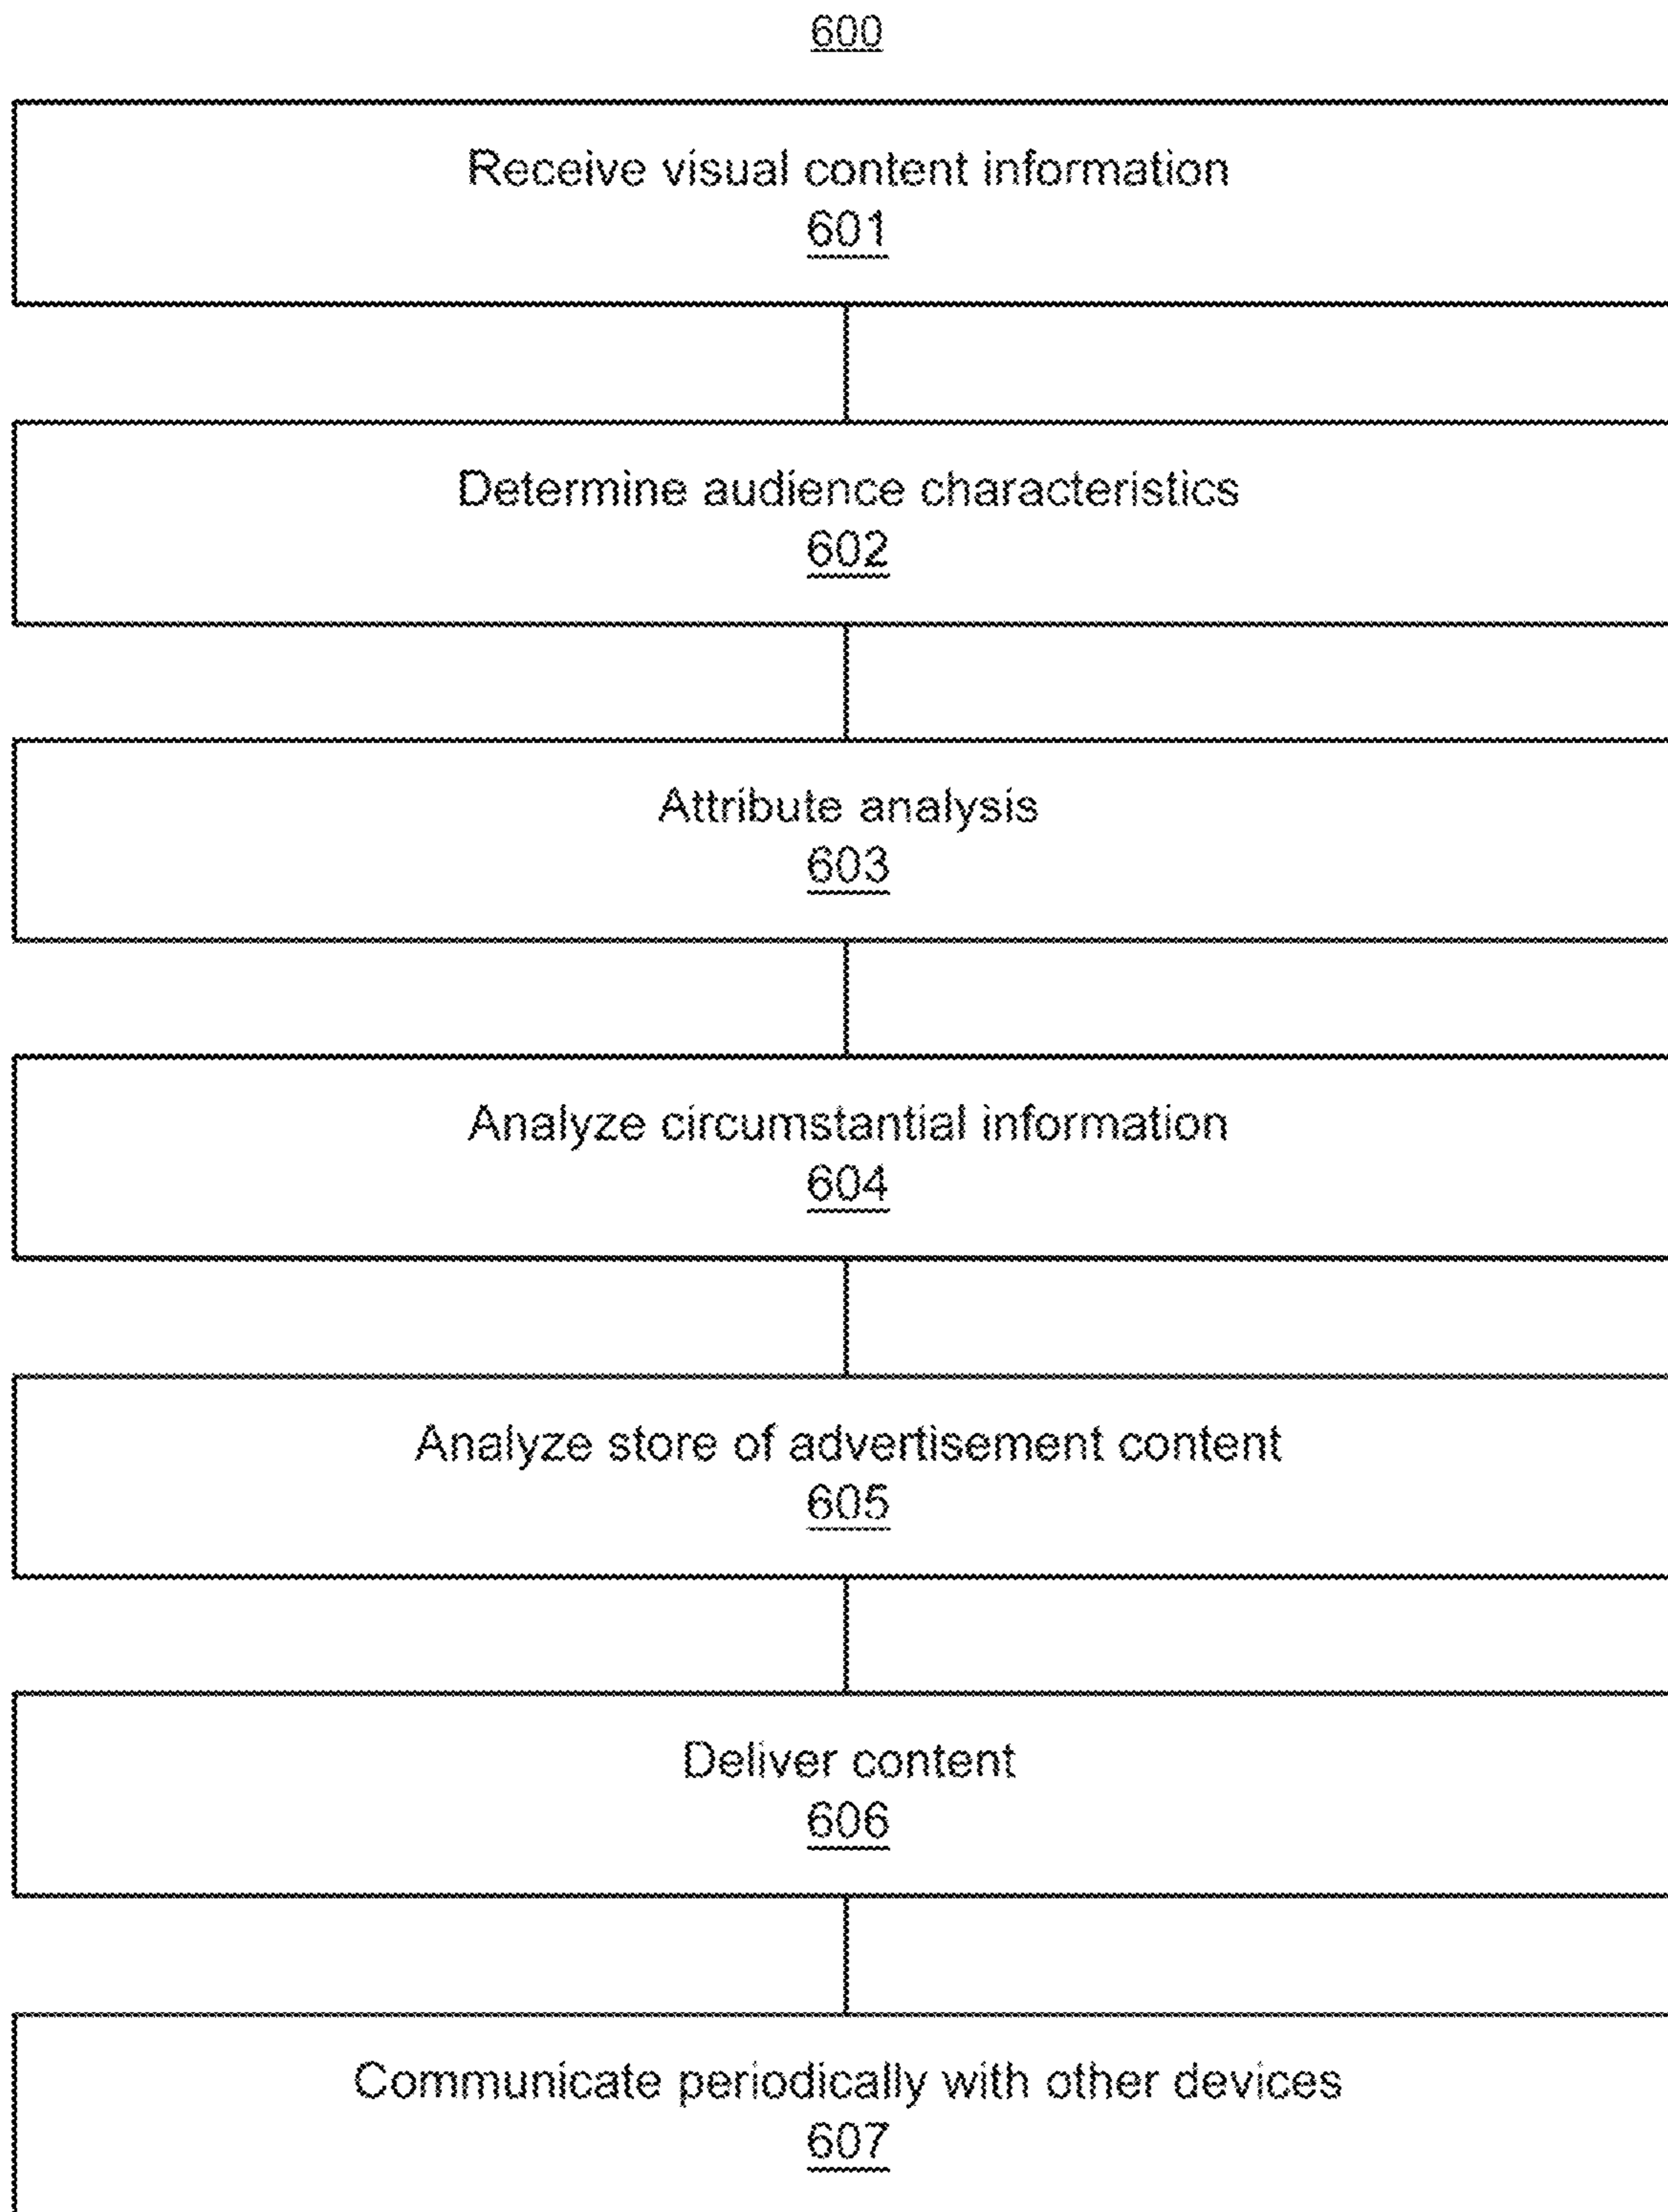 600
Receive visual content information
601
Determine audience characteristics
602
Attribute analysis
603
Analyze circumstantial information
604
Analyze store of advertisement content
605
Deliver content
606
Communicate periodically with other devices
607